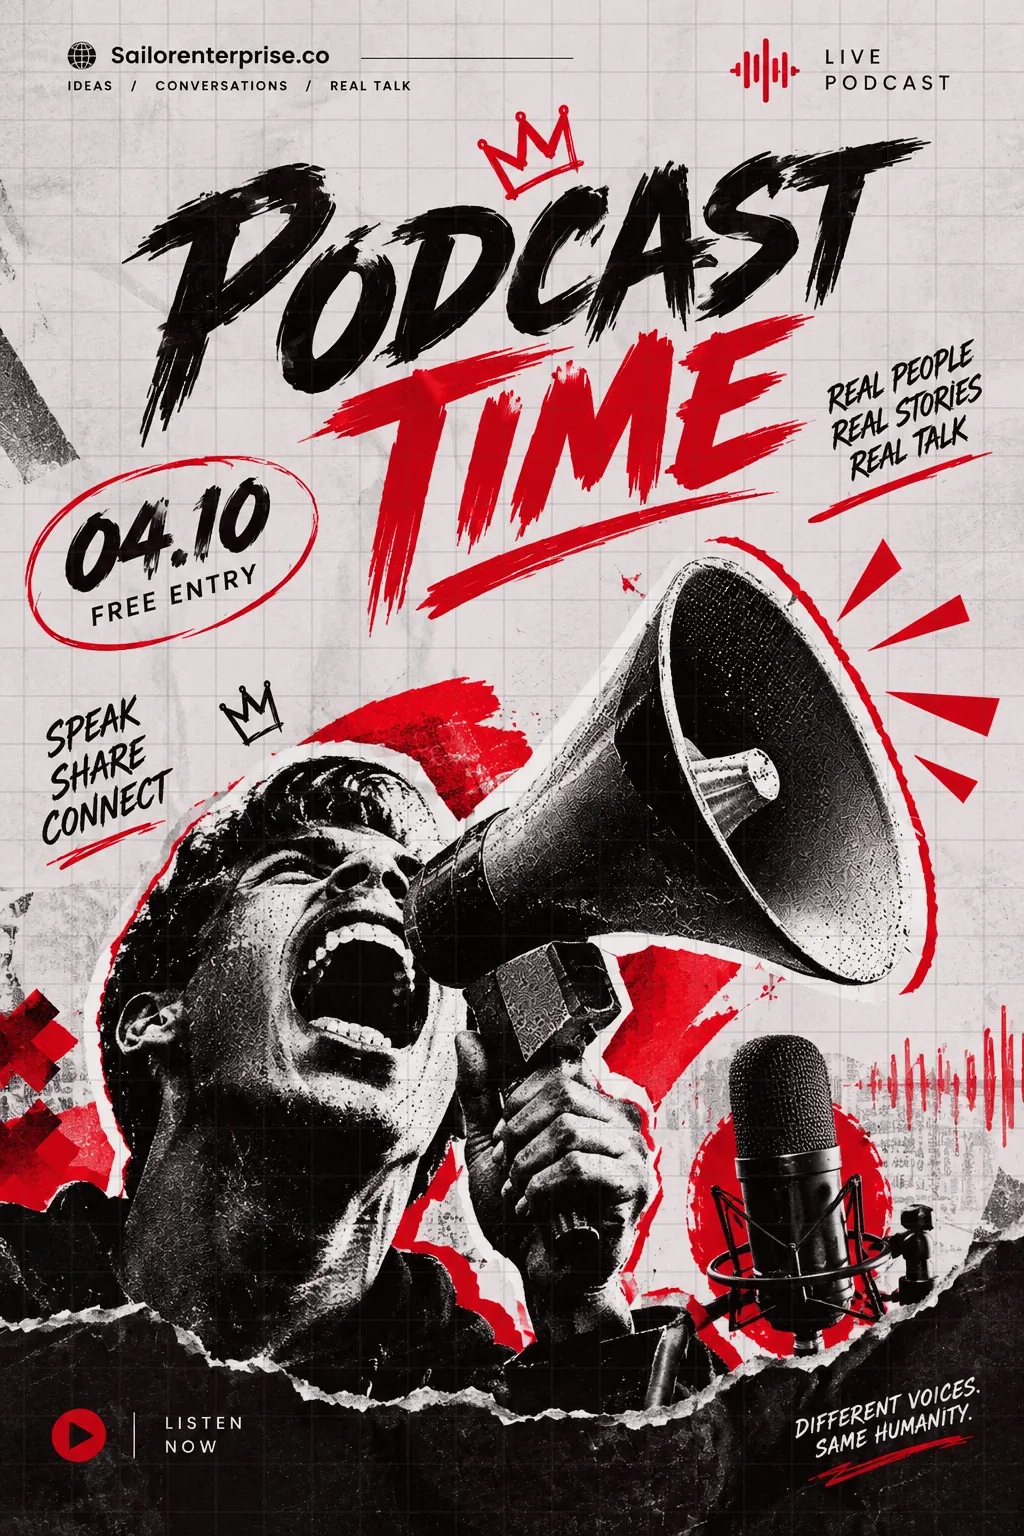 Sailorenterprise.co
IDEAS / CONVERSATIONS / REAL TALK
LIVE
PODCAST
PODCAST
TIME
REAL PEOPLE
REAL STORIES
REAL TALK
04.10
FREE ENTRY
SPEAK
SHARE
CONNECT
LISTEN
NOW
DIFFERENT VOICES.
SAME HUMANITY.